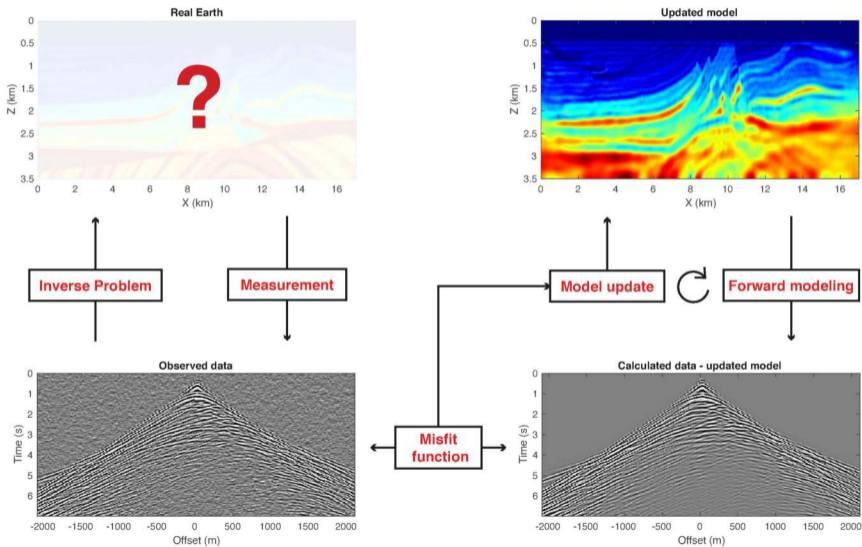 Real Earth
0
0.5
1
1.5
2
2.5
3
3.5
Z (km)
?
0 2 4 6 8 10 12 14 16
X (km)
Updated model
0
0.5
1
1.5
2
2.5
3
3.5
Z (km)
0 2 4 6 8 10 12 14 16
X (km)
Inverse Problem
Measurement
Model update
Forward modeling
Observed data
0
1
2
3
4
5
6
Time (s)
-2000 -1500 -1000 -500 0 500 1000 1500 2000
Offset (m)
Misfit
function
Calculated data - updated model
0
1
2
3
4
5
6
Time (s)
-2000 -1500 -1000 -500 0 500 1000 1500 2000
Offset (m)